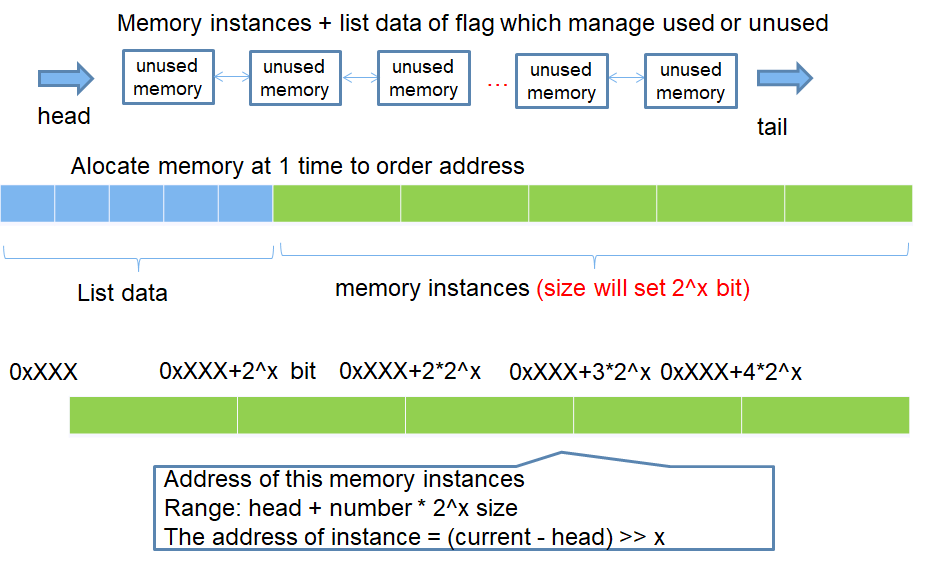 Memory instances + list data of flag which manage used or unused
head
unused
memory
unused
memory
unused
memory
...
unused
memory
unused
memory
tail
Alocate memory at 1 time to order address
List data
memory instances (size will set 2^x bit)
0xXXX
0xXXX+2^x bit
0xXXX+2*2^x
0xXXX+3*2^x
0xXXX+4*2^x
Address of this memory instances
Range: head + number * 2^x size
The address of instance = (current - head) >> x